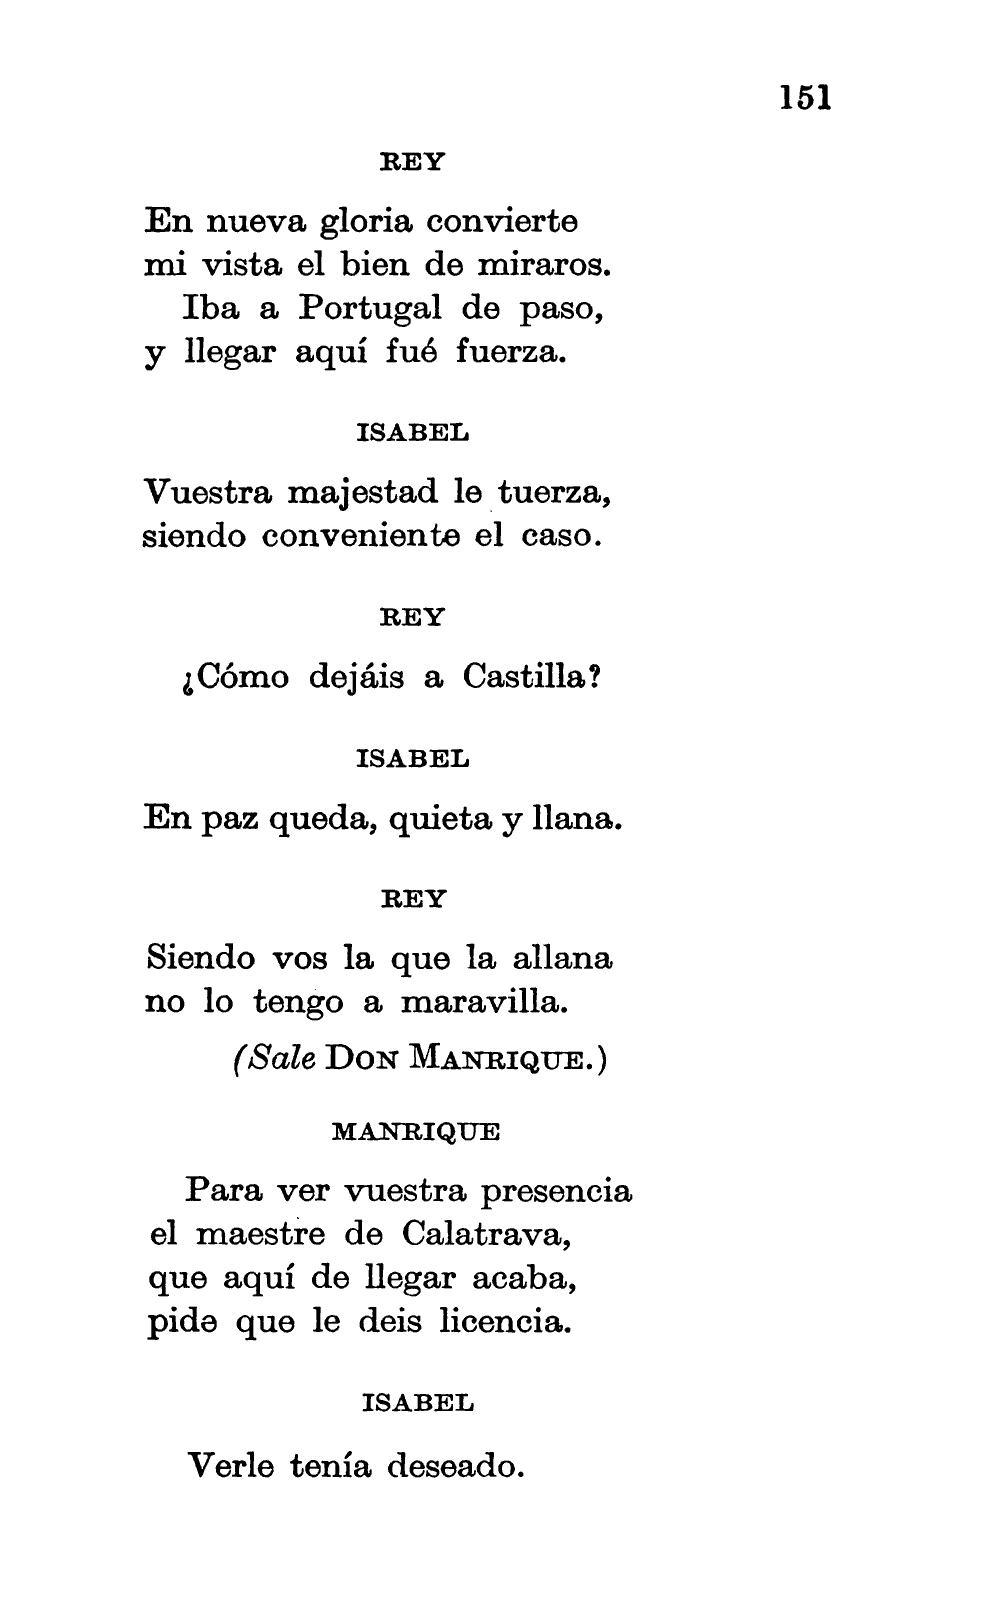 151
REY
En nueva gloria convierte
mi vista el bien de miraros.
Iba a Portugal de paso,
y llegar aquí fué fuerza.
ISABEL
Vuestra majestad le tuerza,
siendo conveniente el caso.
REY
¿Cómo dejáis a Castilla?
ISABEL
En paz queda, quieta y llana.
REY
Siendo vos la que la allana
no lo tengo a maravilla.
(Sale DON MANRIQUE.)
MANRIQUE
Para ver vuestra presencia
el maestre de Calatrava,
que aquí de llegar acaba,
pide que le deis licencia.
ISABEL
Verle tenía deseado.